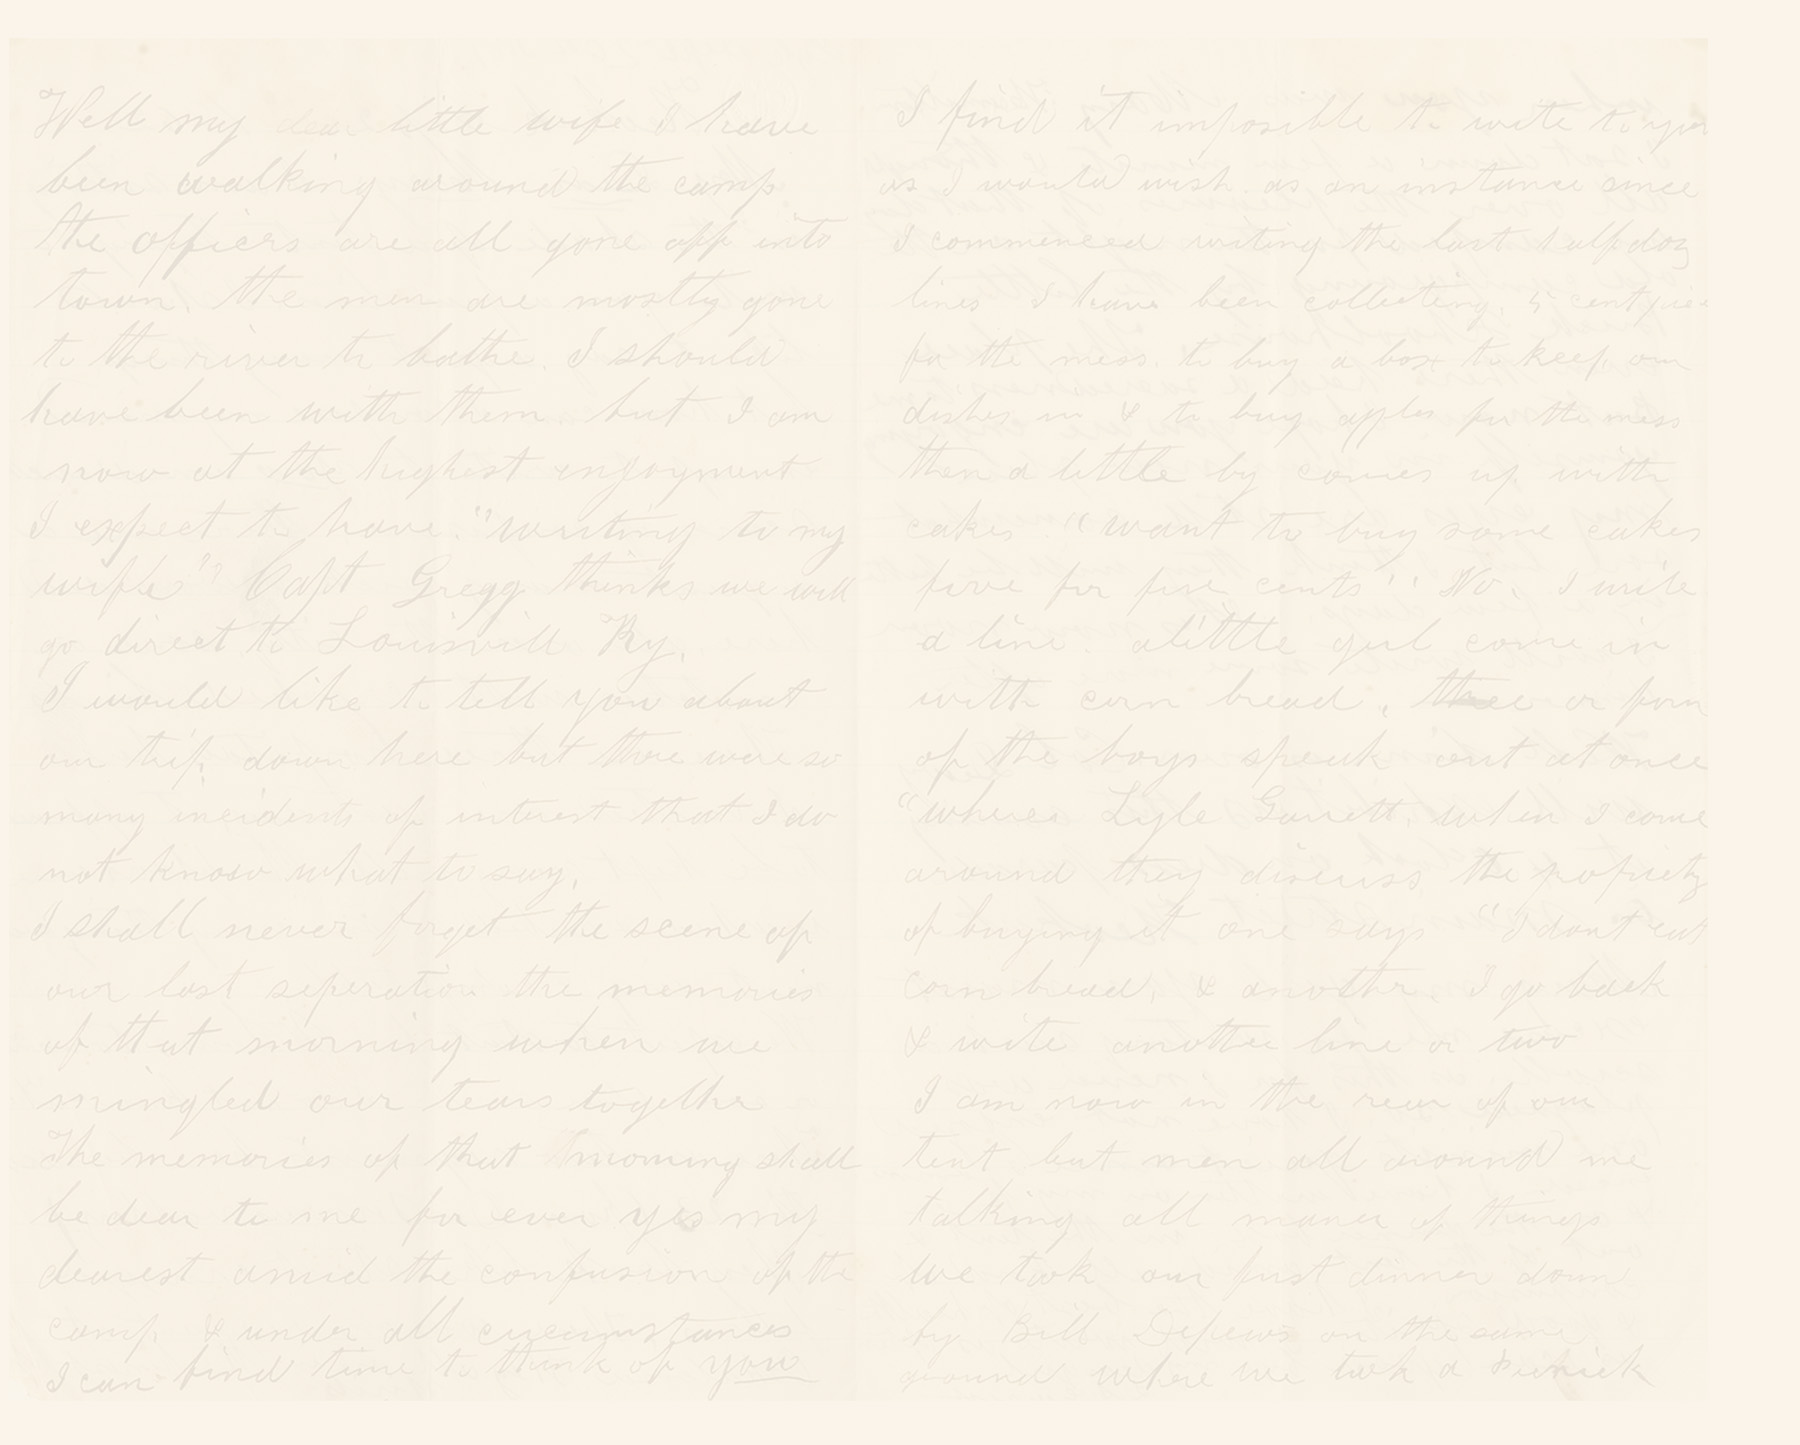 Well my dear little wife I have
been walking around the camp
the officers are all gone off into
town. the men are mostly gone
to the river to bathe. I should
have been with them but I am
now at the highest enjoyment
I expect to have. "writing to my
wife" Capt Gregg thinks we will
go direct to Louisvill Ky.
I would like to tell you about
our trip down here but there were so
many incidents of interest that I do
not know what to say,
I shall never forget the scene of
our last seperation the memories
of that morning when we
mingled our tears together
The memories of that morning shall
be dear to me for ever yes my
dearest amid the confusion of the
camp & under all circumstances
I can find time to think of you
I find it imposible to write to you
as I would wish. as an instance since
I commenced writing the last half doz
lines I have been collecting, 5 cent piec
for the mess. to buy a box to keep our
dishes in & to buy apples for the mess
then a little by comes up with
cakes "want to buy some cakes
five for five cents" No, I write
a line. a little girl come in
with corn bread, three or four
of the boys speak out at once
"wheres Lyle Garrett, when I come
around they discuss the popriety
of buying it one says "I dont eat
corn bread, & another. I go back
& write another line or two
I am now in the rear of our
tent but men all around me
talking all maner of things
We took our first dinner down
by Bill Depews on the same
ground where we took a Picnick